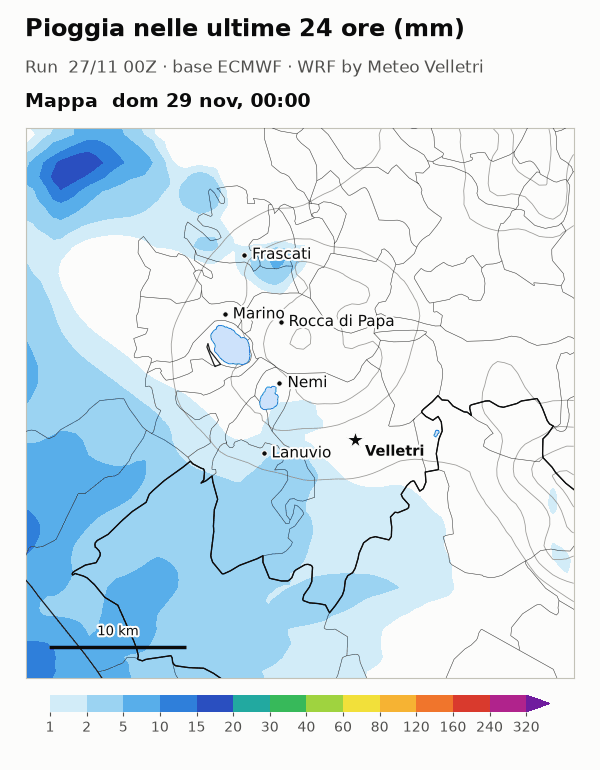 Pioggia nelle ultime 24 ore (mm)
Run 27/11 00Z · base ECMWF · WRF by Meteo Velletri
Mappa dom 29 nov, 00:00
Frascati
Marino
Rocca di Papa
Nemi
Velletri
Lanuvio
10 km
1 2 5 10 15 20 30 40 60 80 120 160 240 320